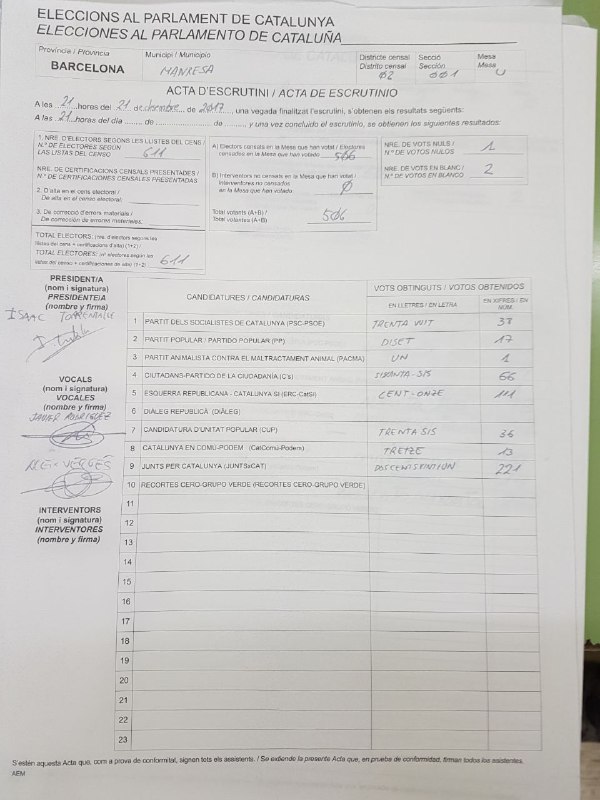 ELECCIONS AL PARLAMENT DE CATALUNYA
ELECCIONES AL PARLAMENTO DE CATALUÑA
Província / Provincia
BARCELONA
Municipi / Municipio
MANRESA
Districte censal
Distrito censal
02
Secció
Sección
001
Mesa
Mesa
U
ACTA D'ESCRUTINI / ACTA DE ESCRUTINIO
A les 21 horas del 21 de desembre de 2017, una vegada finalitzat l'escrutini, s'obtenen els resultats següents:
A las 21 horas del día ........ de ........ de ........ y una vez concluido el escrutinio, se obtienen los siguientes resultados:
1. NRE. D'ELECTORS SEGONS LES LLISTES DEL CENS /
N.º DE ELECTORES SEGÚN
LAS LISTAS DEL CENSO 611
NRE. DE CERTIFICACIONS CENSALS PRESENTADES /
N.º DE CERTIFICACIONES CENSALES PRESENTADAS
2. D'alta en el cens electoral /
De alta en el censo electoral:
3. De correcció d'errors materials /
De corrección de errores materiales:
TOTAL ELECTORS: (nre. d'electors segons les
llistes del cens + certificacions d'alta) (1+2) /
TOTAL ELECTORES: (nº electores según las
listas del censo + certificaciones de alta) (1+2) 611
A) Electors censats en la Mesa que han votat / Electores
censados en la Mesa que han votado 506
B) Interventors no censats en la Mesa que han votat /
Interventores no censados
en la Mesa que han votado: Ø
Total votants (A+B) /
Total votantes (A+B) 506
NRE. DE VOTS NULS /
N.º DE VOTOS NULOS 1
NRE. DE VOTS EN BLANC /
N.º DE VOTOS EN BLANCO 2
PRESIDENT/A
(nom i signatura)
PRESIDENTE/A
(nombre y firma)
ISAAC
VOCALS
(nom i signatura)
VOCALES
(nombre y firma)
JAVIER RODRIGUEZ
ALEIX VERGÉS
INTERVENTORS
(nom i signatura)
INTERVENTORES
(nombre y firma)
CANDIDATURES / CANDIDATURAS
VOTS OBTINGUTS / VOTOS OBTENIDOS
EN LLETRES / EN LETRA
EN XIFRES / EN NÚM.
1 PARTIT DELS SOCIALISTES DE CATALUNYA (PSC-PSOE) TRENTA VUIT 38
2 PARTIT POPULAR / PARTIDO POPULAR (PP) DISET 17
3 PARTIT ANIMALISTA CONTRA EL MALTRACTAMENT ANIMAL (PACMA) UN 1
4 CIUTADANS-PARTIDO DE LA CIUDADANÍA (C's) SIXANTA-SIS 66
5 ESQUERRA REPUBLICANA - CATALUNYA SÍ (ERC-CatSí) CENT-ONZE 111
6 DIÀLEG REPUBLICÀ (DIÀLEG)
7 CANDIDATURA D'UNITAT POPULAR (CUP) TRENTA SIS 36
8 CATALUNYA EN COMÚ-PODEM (CatComú-Podem) TRETZE 13
9 JUNTS PER CATALUNYA (JUNTSxCAT) 221
10 RECORTES CERO-GRUPO VERDE (RECORTES CERO-GRUPO VERDE)
11
12
13
14
15
16
17
18
19
20
21
22
23
S'estén aquesta Acta que, com a prova de conformitat, signen tots els assistents. / Se extiende la presente Acta que, en prueba de conformidad, firman todos los asistentes.
AEM